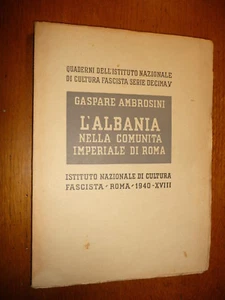 QUADERNI DELL'ISTITUTO NAZIONALE
DI CULTURA FASCISTA SERIE DECIMA V
GASPARE AMBROSINI
L'ALBANIA
NELLA COMUNITÀ
IMPERIALE DI ROMA
ISTITUTO NAZIONALE DI CULTURA
FASCISTA - ROMA - 1940 - XVIII